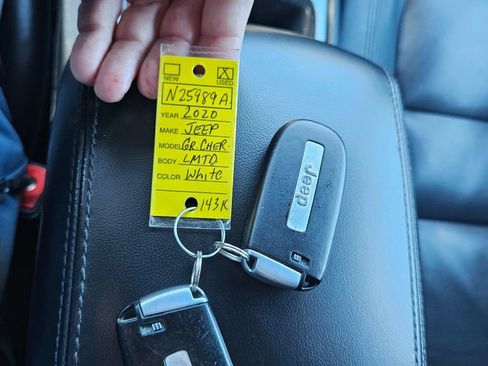 NEW
X
USED
N25989A
YEAR 2020
MAKE JEEP
MODEL GR.CHER.
BODY LMTD
COLOR White
143K
Jeep